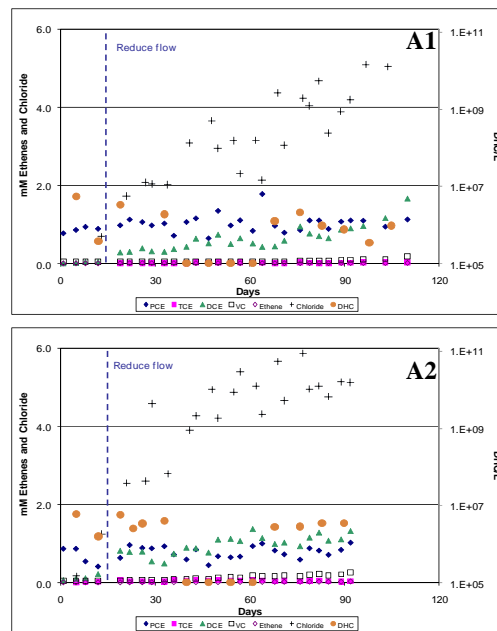 A1
Reduce flow
6.0
4.0
2.0
0.0
mM Ethenes and Chloride
1.E+11
1.E+09
1.E+07
1.E+05
0
30
60
90
120
Days
PCE
TCE
DCE
VC
Ethene
Chloride
DHC
A2
Reduce flow
6.0
4.0
2.0
0.0
mM Ethenes and Chloride
1.E+11
1.E+09
1.E+07
1.E+05
0
30
60
90
120
Days
PCE
TCE
DCE
VC
Ethene
Chloride
DHC